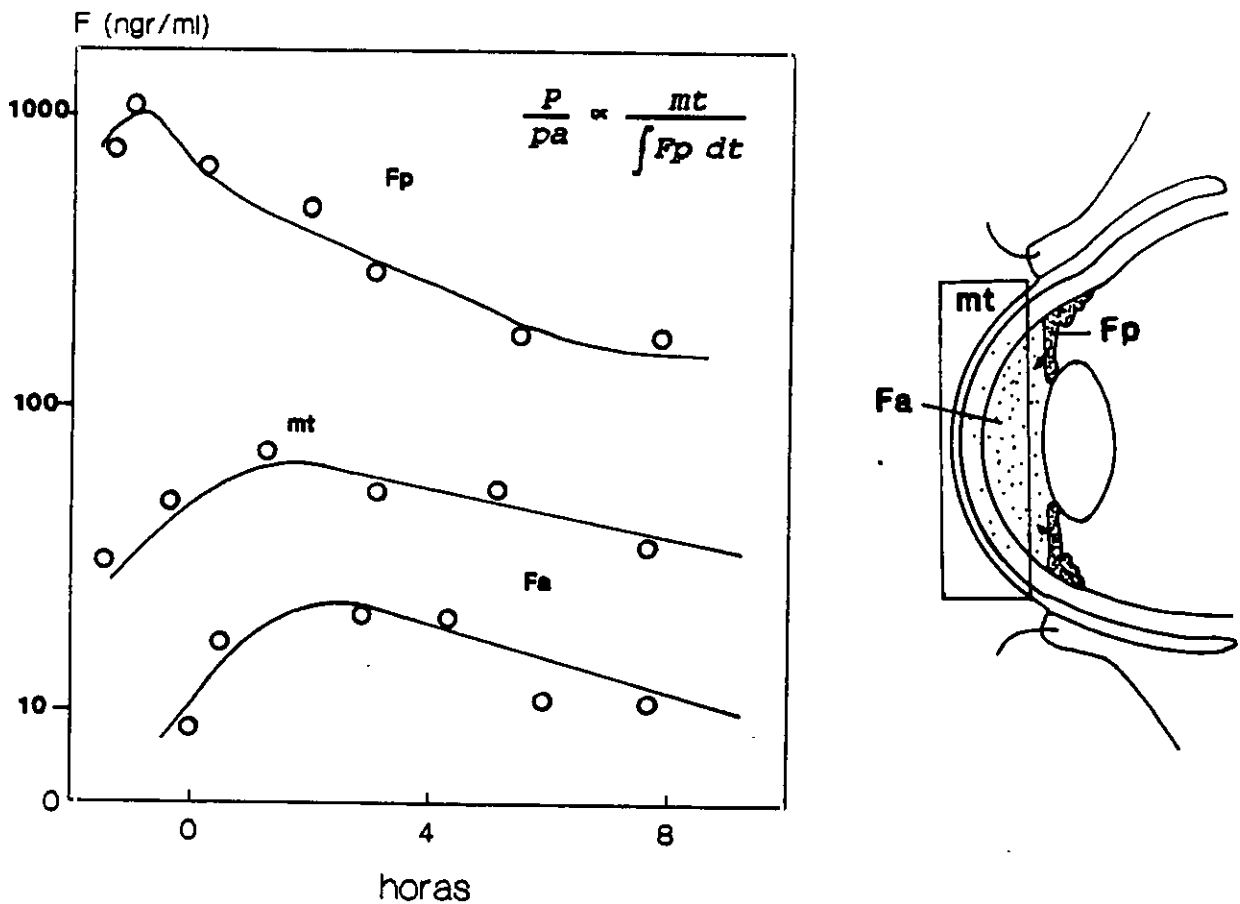 F (ngr/ml)
1000
P/pa ∝ mt/∫Fp dt
Fp
100
mt
Fa
10
0
0 4 8
horas
mt
Fp
Fa